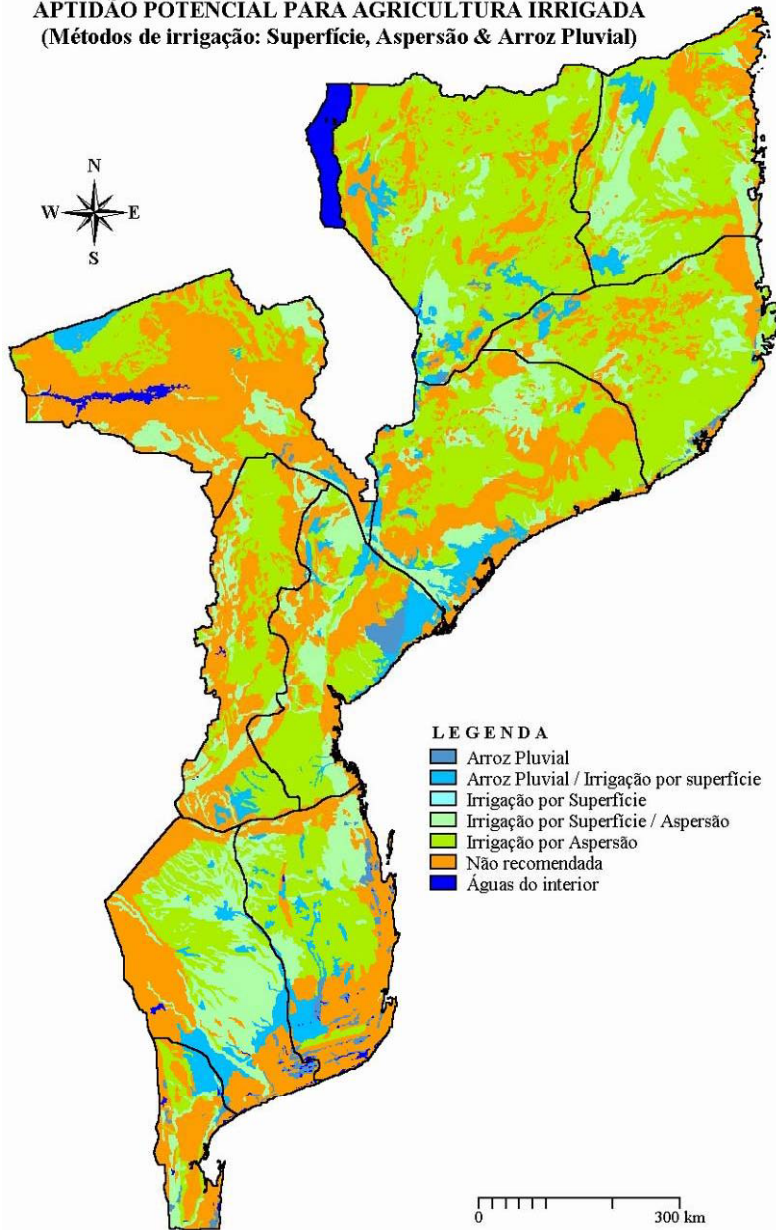 APTIDÃO POTENCIAL PARA AGRICULTURA IRRIGADA
(Métodos de irrigação: Superfície, Aspersão & Arroz Pluvial)
N
W E
S
LEGENDA
Arroz Pluvial
Arroz Pluvial / Irrigação por superfície
Irrigação por Superfície
Irrigação por Superfície / Aspersão
Irrigação por Aspersão
Não recomendada
Águas do interior
0 300 km